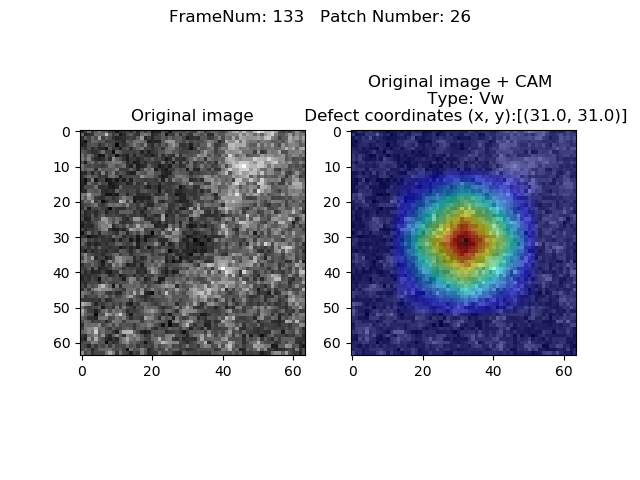 FrameNum: 133   Patch Number: 26
Original image + CAM
Type: Vw
Original image
Defect coordinates (x, y):[(31.0, 31.0)]
0
10
20
30
40
50
60
0 20 40 60
0
10
20
30
40
50
60
0 20 40 60